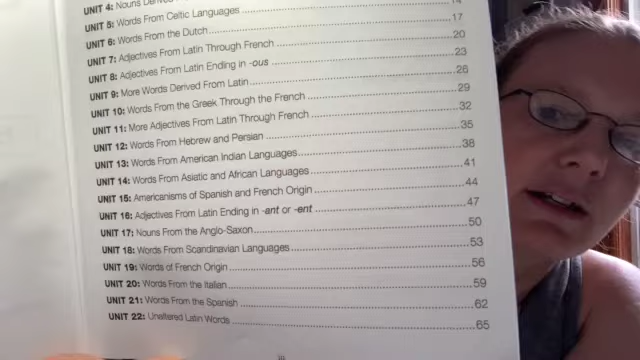 UNIT 4: Nouns Derived
UNIT 5: Words From Celtic Languages 14
UNIT 6: Words From the Dutch 17
UNIT 7: Adjectives From Latin Through French 20
UNIT 8: Adjectives From Latin Ending in -ous 23
UNIT 9: More Words Derived From Latin 26
UNIT 10: Words From the Greek Through the French 29
UNIT 11: More Adjectives From Latin Through French 32
UNIT 12: Words From Hebrew and Persian 35
UNIT 13: Words From American Indian Languages 38
UNIT 14: Words From Asiatic and African Languages 41
UNIT 15: Americanisms of Spanish and French Origin 44
UNIT 16: Adjectives From Latin Ending in -ant or -ent 47
UNIT 17: Nouns From the Anglo-Saxon 50
UNIT 18: Words From Scandinavian Languages 53
UNIT 19: Words of French Origin 56
UNIT 20: Words From the Italian 59
UNIT 21: Words From the Spanish 62
UNIT 22: Unaltered Latin Words 65
iii